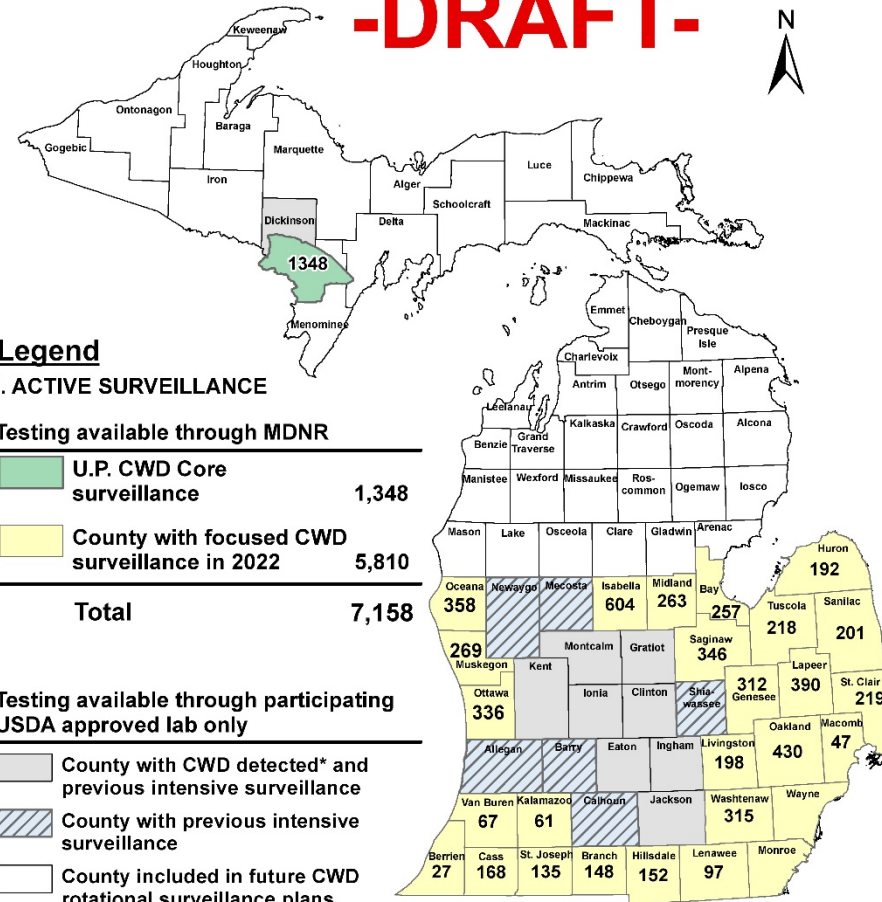 -DRAFT-
N
Keweenaw
Houghton
Ontonagon
Baraga
Gogebic
Marquette
Iron
Luce
Alger
Chippewa
Schoolcraft
Dickinson
Delta
Mackinac
1348
Menominee
Emmet
Cheboygan
Presque
Isle
Charlevoix
Antrim
Otsego
Mont-
morency
Alpena
Leelanau
Benzie
Grand
Traverse
Kalkaska
Crawford
Oscoda
Alcona
Manistee
Wexford
Missaukee
Ros-
common
Ogemaw
Iosco
Mason
Lake
Osceola
Clare
Gladwin
Arenac
Huron
192
Oceana
358
Newaygo
Mecosta
Isabella
604
Midland
263
Bay
257
Tuscola
218
Sanilac
201
269
Muskegon
Montcalm
Gratiot
Saginaw
346
Kent
Ottawa
336
Ionia
Clinton
Shia-
wassee
312
Genesee
Lapeer
390
St. Clair
219
Allegan
Barry
Eaton
Ingham
Livingston
198
Oakland
430
Macomb
47
Van Buren
67
Kalamazoo
61
Calhoun
Jackson
Washtenaw
315
Wayne
Berrien
27
Cass
168
St. Joseph
135
Branch
148
Hillsdale
152
Lenawee
97
Monroe
Legend
. ACTIVE SURVEILLANCE
Testing available through MDNR
U.P. CWD Core
surveillance 1,348
County with focused CWD
surveillance in 2022 5,810
Total 7,158
Testing available through participating
USDA approved lab only
County with CWD detected* and
previous intensive surveillance
County with previous intensive
surveillance
County included in future CWD
rotational surveillance plans